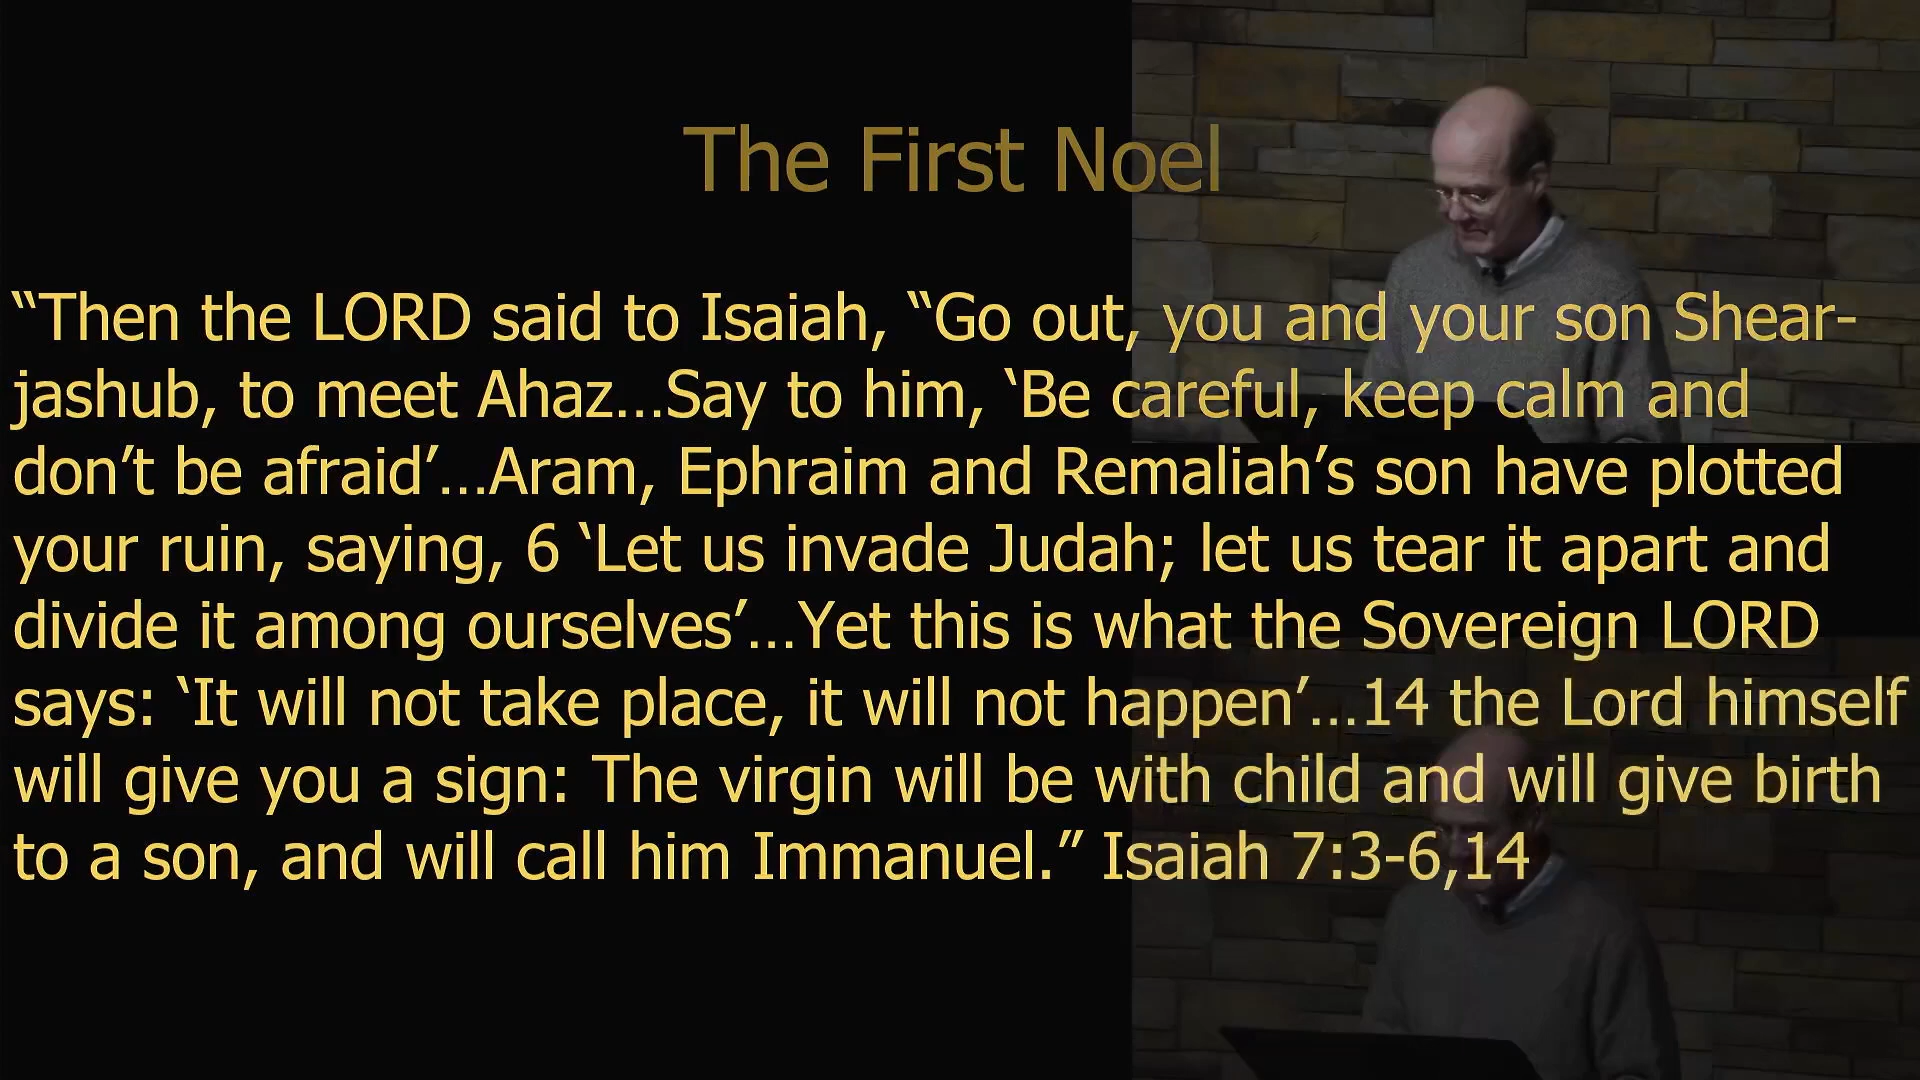 The First Noel
“Then the LORD said to Isaiah, “Go out, you and your son Shear-
jashub, to meet Ahaz…Say to him, ‘Be careful, keep calm and
don’t be afraid’…Aram, Ephraim and Remaliah’s son have plotted
your ruin, saying, 6 ‘Let us invade Judah; let us tear it apart and
divide it among ourselves’…Yet this is what the Sovereign LORD
says: ‘It will not take place, it will not happen’…14 the Lord himself
will give you a sign: The virgin will be with child and will give birth
to a son, and will call him Immanuel.” Isaiah 7:3-6,14